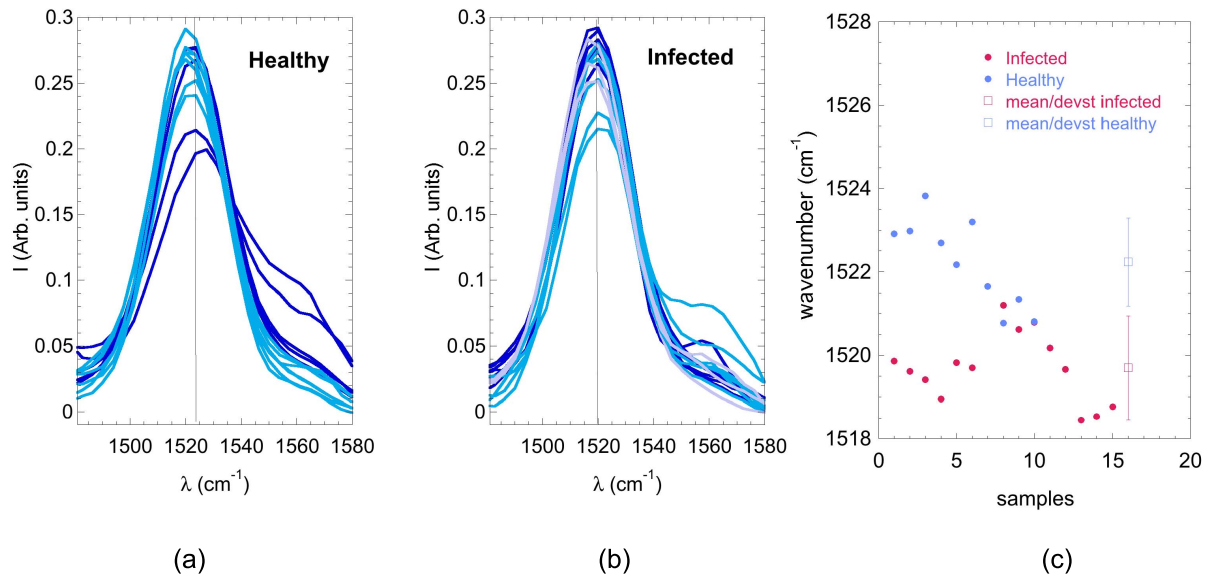 0.3
0.25
0.2
0.15
0.1
0.05
0
I (Arb. units)
Healthy
1500 1520 1540 1560 1580
λ (cm⁻¹)
(a)
0.3
0.25
0.2
0.15
0.1
0.05
0
I (Arb. units)
Infected
1500 1520 1540 1560 1580
λ (cm⁻¹)
(b)
1528
1526
1524
1522
1520
1518
wavenumber (cm⁻¹)
Infected
Healthy
mean/devst infected
mean/devst healthy
0 5 10 15 20
samples
(c)